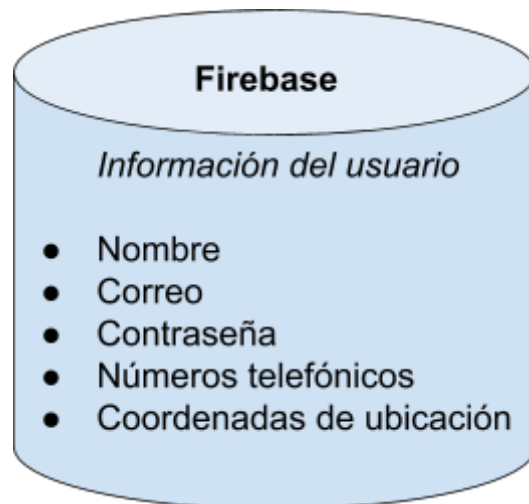 Firebase
Información del usuario
● Nombre
● Correo
● Contraseña
● Números telefónicos
● Coordenadas de ubicación